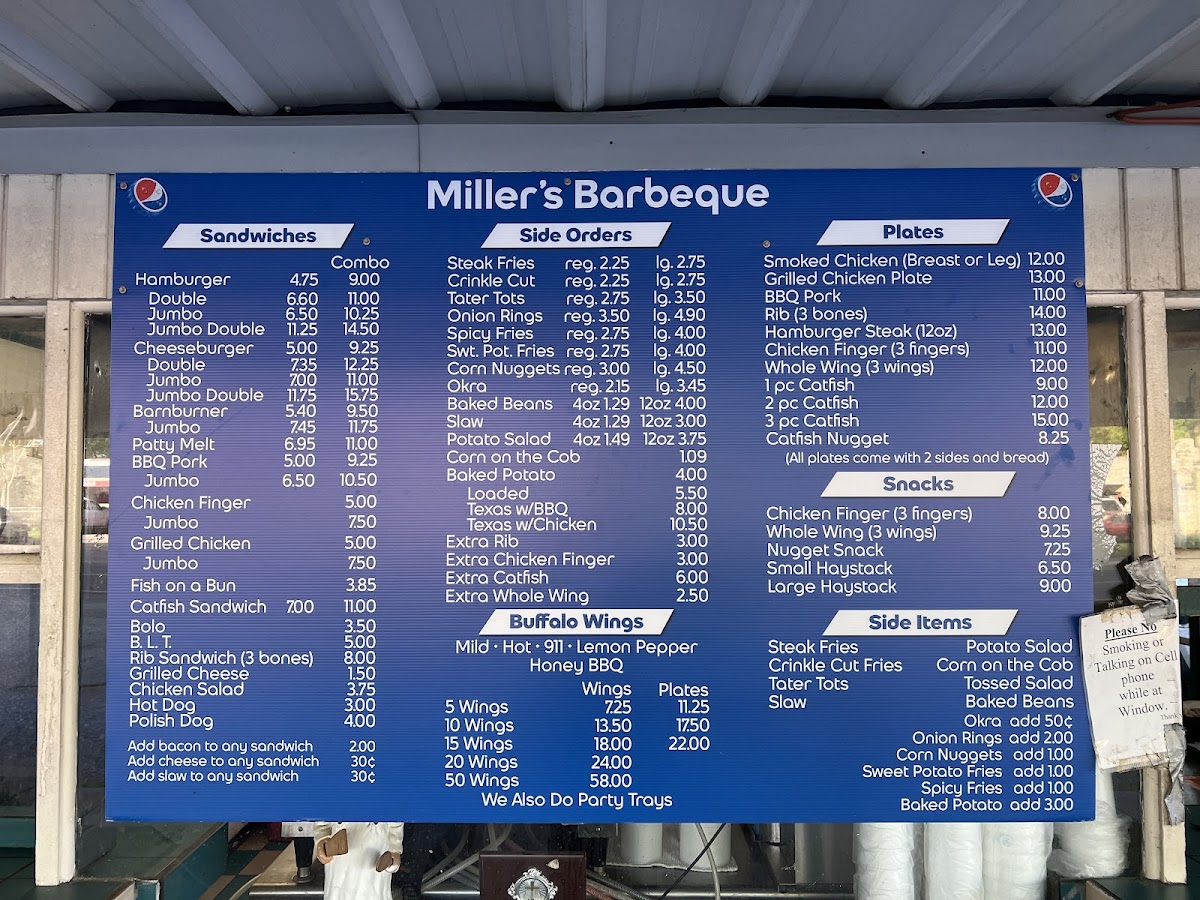 Miller's Barbeque
Sandwiches
Combo
Hamburger 4.75 9.00
Double 6.60 11.00
Jumbo 6.50 10.25
Jumbo Double 11.25 14.50
Cheeseburger 5.00 9.25
Double 7.35 12.25
Jumbo 7.00 11.00
Jumbo Double 11.75 15.75
Barnburner 5.40 9.50
Jumbo 7.45 11.75
Patty Melt 6.95 11.00
BBQ Pork 5.00 9.25
Jumbo 6.50 10.50
Chicken Finger 5.00
Jumbo 7.50
Grilled Chicken 5.00
Jumbo 7.50
Fish on a Bun 3.85
Catfish Sandwich 7.00 11.00
Bolo 3.50
B. L. T. 5.00
Rib Sandwich (3 bones) 8.00
Grilled Cheese 1.50
Chicken Salad 3.75
Hot Dog 3.00
Polish Dog 4.00
Add bacon to any sandwich 2.00
Add cheese to any sandwich 30¢
Add slaw to any sandwich 30¢
Side Orders
Steak Fries reg. 2.25 lg. 2.75
Crinkle Cut reg. 2.25 lg. 2.75
Tater Tots reg. 2.75 lg. 3.50
Onion Rings reg. 3.50 lg. 4.90
Spicy Fries reg. 2.75 lg. 4.00
Swt. Pot. Fries reg. 2.75 lg. 4.00
Corn Nuggets reg. 3.00 lg. 4.50
Okra reg. 2.15 lg. 3.45
Baked Beans 4oz 1.29 12oz 4.00
Slaw 4oz 1.29 12oz 3.00
Potato Salad 4oz 1.49 12oz 3.75
Corn on the Cob 1.09
Baked Potato 4.00
Loaded 5.50
Texas w/BBQ 8.00
Texas w/Chicken 10.50
Extra Rib 3.00
Extra Chicken Finger 3.00
Extra Catfish 6.00
Extra Whole Wing 2.50
Buffalo Wings
Mild • Hot • 911 • Lemon Pepper
Honey BBQ
Wings Plates
5 Wings 7.25 11.25
10 Wings 13.50 17.50
15 Wings 18.00 22.00
20 Wings 24.00
50 Wings 58.00
We Also Do Party Trays
Plates
Smoked Chicken (Breast or Leg) 12.00
Grilled Chicken Plate 13.00
BBQ Pork 11.00
Rib (3 bones) 14.00
Hamburger Steak (12oz) 13.00
Chicken Finger (3 fingers) 11.00
Whole Wing (3 wings) 12.00
1 pc Catfish 9.00
2 pc Catfish 12.00
3 pc Catfish 15.00
Catfish Nugget 8.25
(All plates come with 2 sides and bread)
Snacks
Chicken Finger (3 fingers) 8.00
Whole Wing (3 wings) 9.25
Nugget Snack 7.25
Small Haystack 6.50
Large Haystack 9.00
Side Items
Steak Fries Potato Salad
Crinkle Cut Fries Corn on the Cob
Tater Tots Tossed Salad
Slaw Baked Beans
Okra add 50¢
Onion Rings add 2.00
Corn Nuggets add 1.00
Sweet Potato Fries add 1.00
Spicy Fries add 1.00
Baked Potato add 3.00
Please No
Smoking or
Talking on Cell
phone
while at
Window.